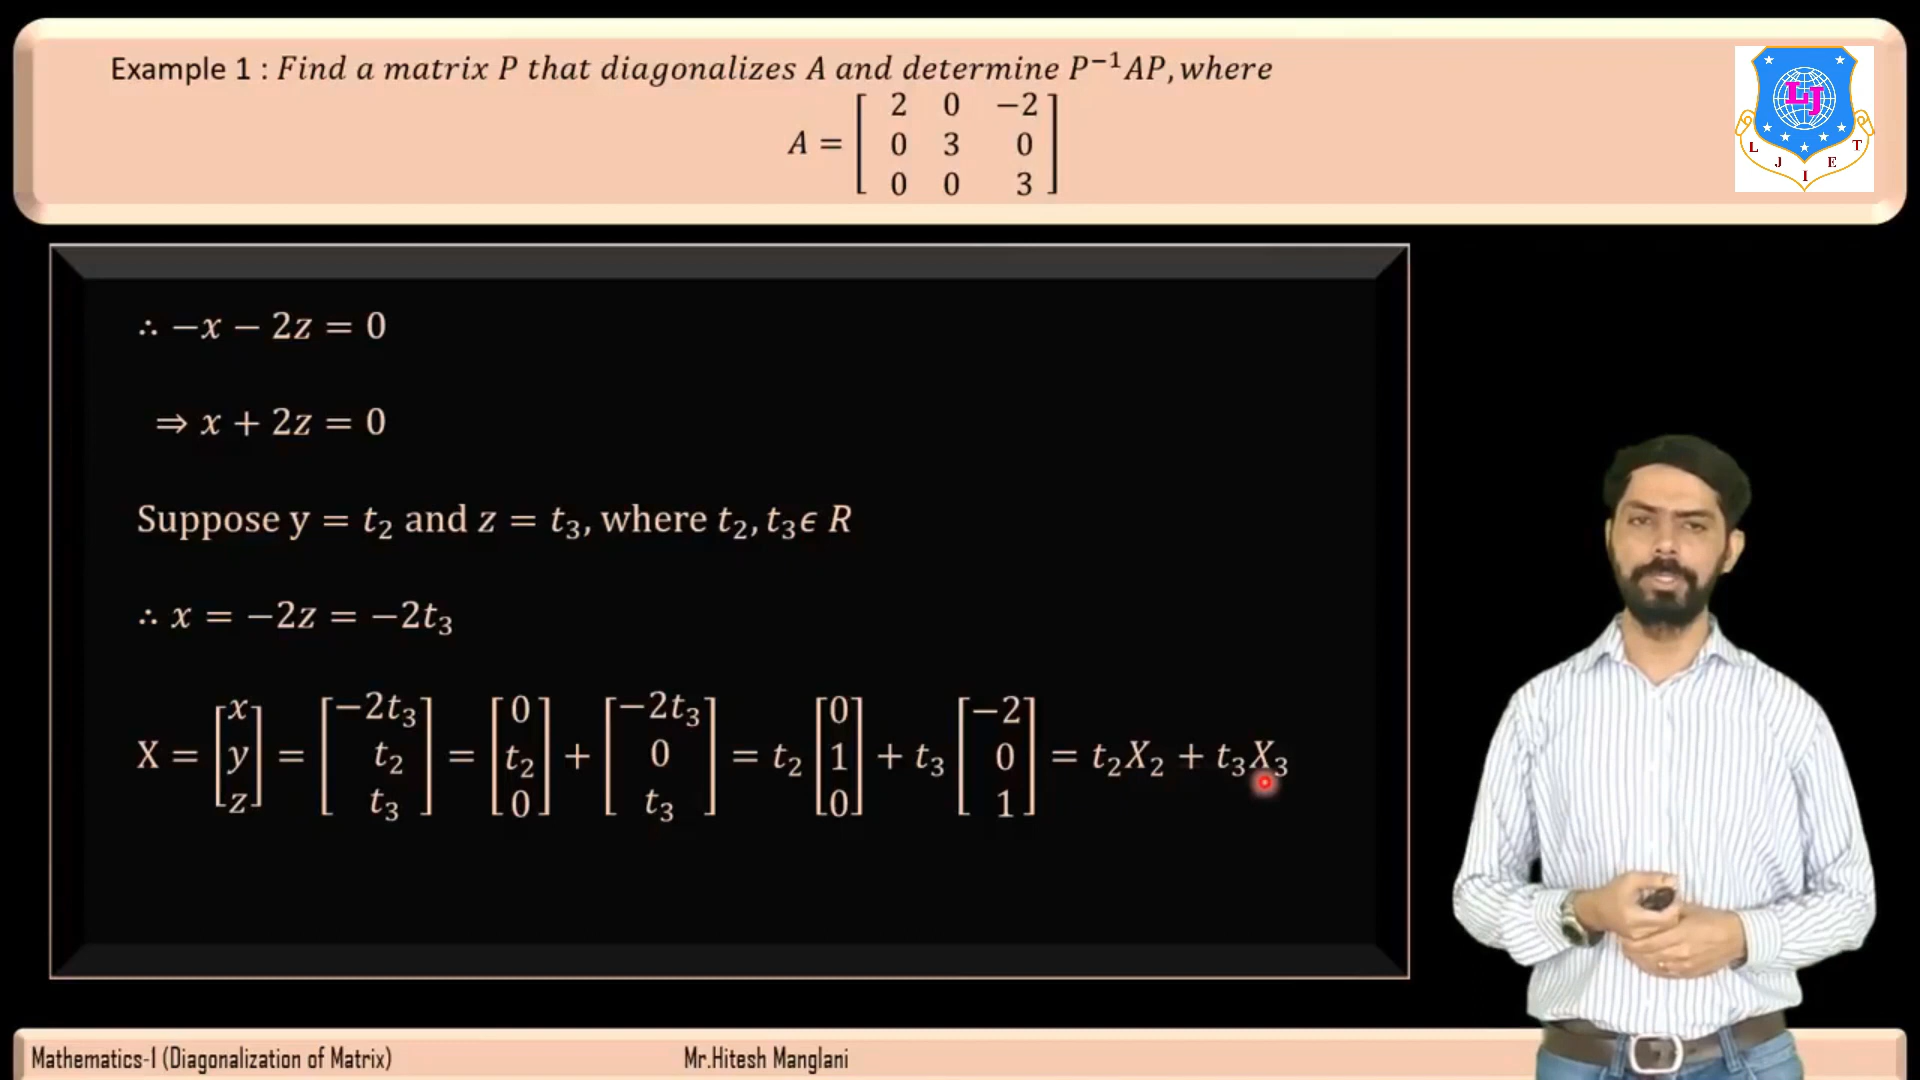 Example 1 : Find a matrix P that diagonalizes A and determine P⁻¹AP, where
A = [ 2 0 −2
0 3 0
0 0 3 ]
LJ
L J I E T
∴ −x − 2z = 0
⇒ x + 2z = 0
Suppose y = t₂ and z = t₃, where t₂, t₃ϵ R
∴ x = −2z = −2t₃
X = [x y z] = [−2t₃ t₂ t₃] = [0 t₂ 0] + [−2t₃ 0 t₃] = t₂ [0 1 0] + t₃ [−2 0 1] = t₂X₂ + t₃X₃
Mathematics-I (Diagonalization of Matrix) Mr.Hitesh Manglani